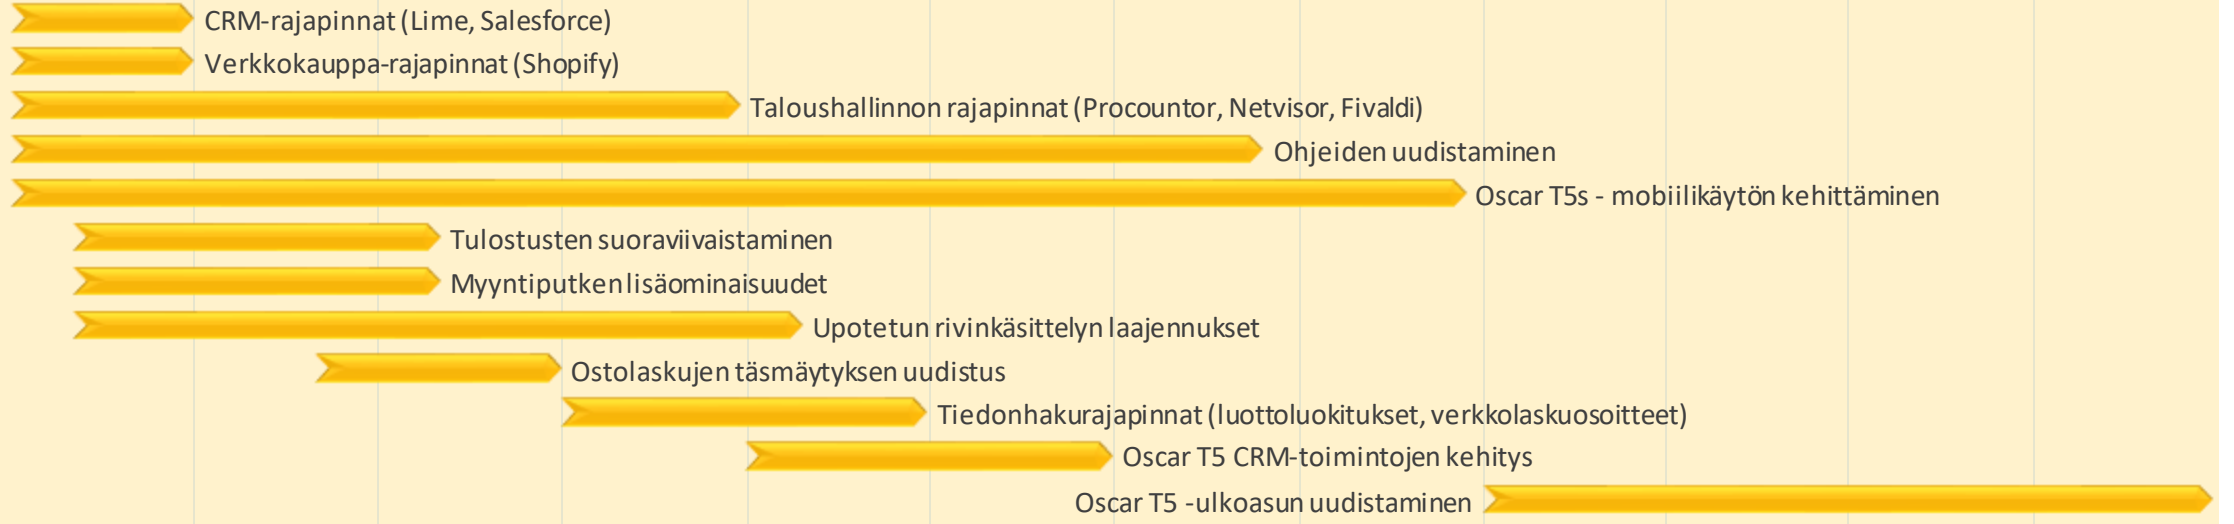 CRM-rajapinnat (Lime, Salesforce)
Verkkokauppa-rajapinnat (Shopify)
Taloushallinnon rajapinnat (Procountor, Netvisor, Fivaldi)
Ohjeiden uudistaminen
Oscar T5s - mobiilikäytön kehittäminen
Tulostusten suoraviivaistaminen
Myyntiputken lisäominaisuudet
Upotetun rivinkäsittelyn laajennukset
Ostolaskujen täsmäytyksen uudistus
Tiedonhakurajapinnat (luottoluokitukset, verkkolaskuosoitteet)
Oscar T5 CRM-toimintojen kehitys
Oscar T5 -ulkoasun uudistaminen